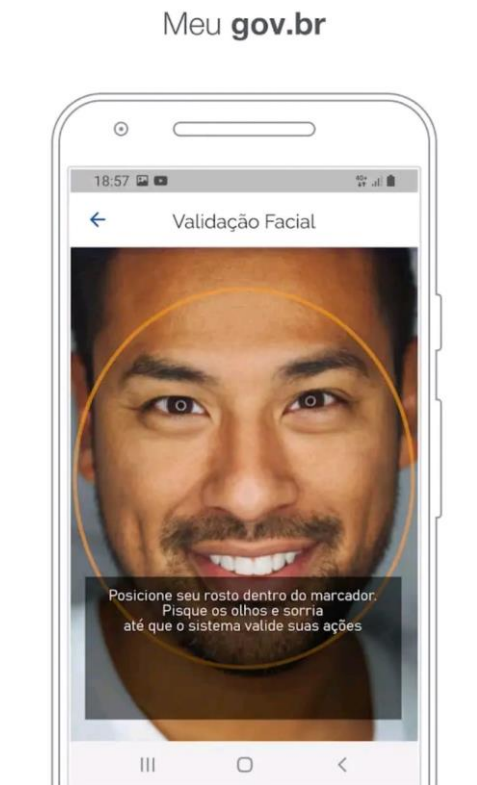 Meu gov.br
18:57
Validação Facial
Posicione seu rosto dentro do marcador.
Pisque os olhos e sorria
até que o sistema valide suas ações